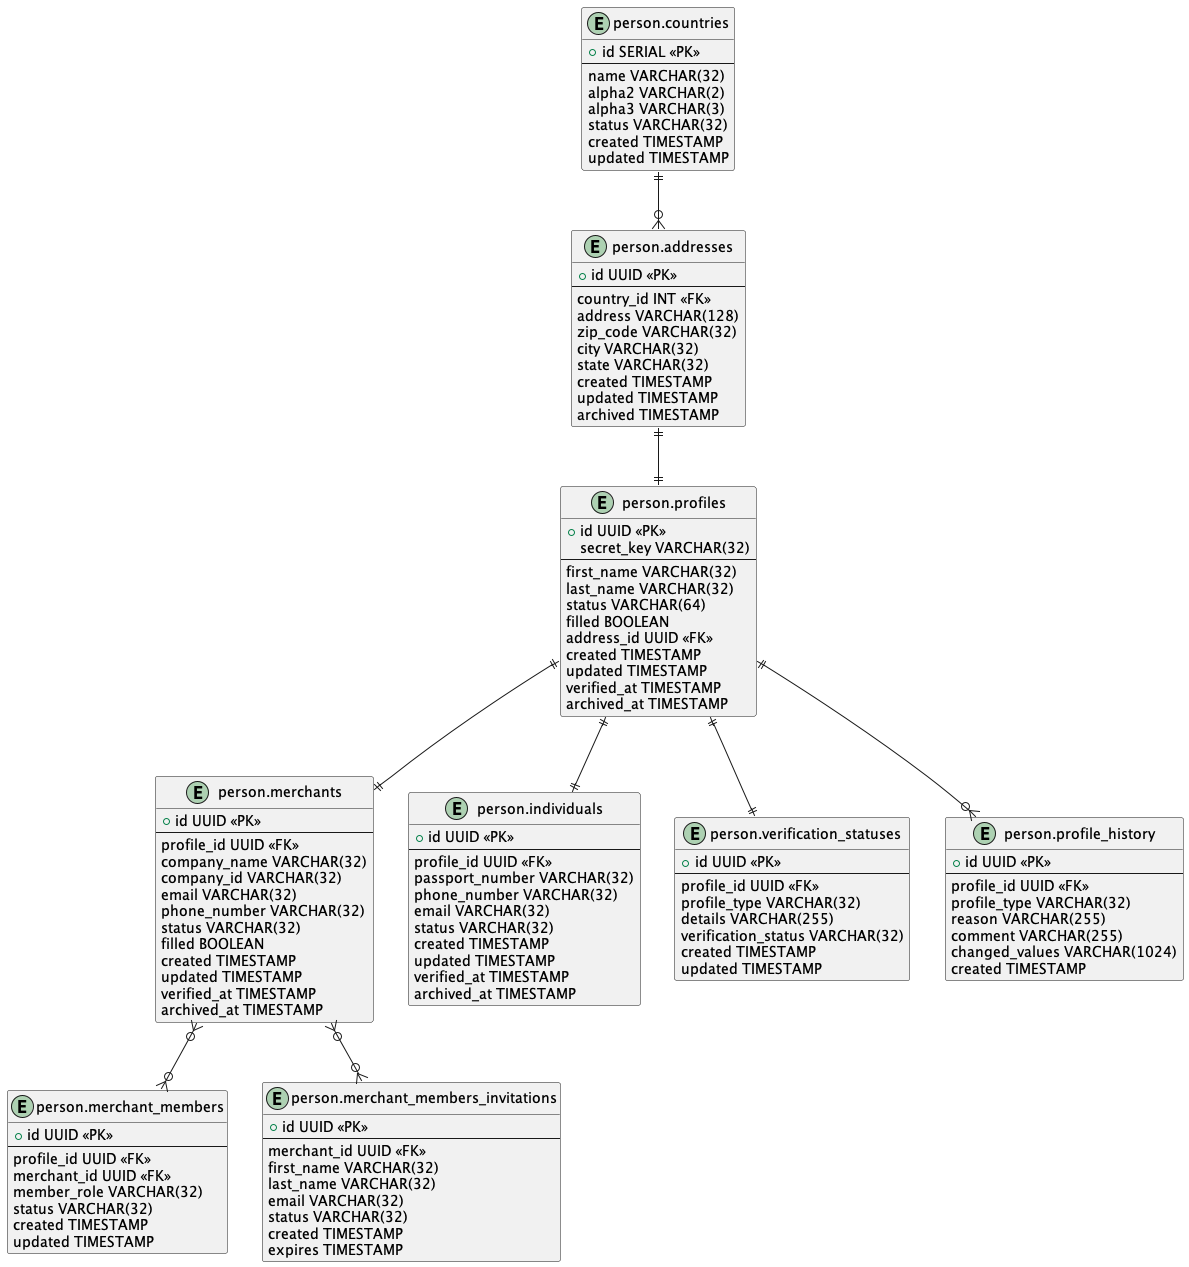 E person.countries
id SERIAL «PK»
name VARCHAR(32)
alpha2 VARCHAR(2)
alpha3 VARCHAR(3)
status VARCHAR(32)
created TIMESTAMP
updated TIMESTAMP
E person.addresses
id UUID «PK»
country_id INT «FK»
address VARCHAR(128)
zip_code VARCHAR(32)
city VARCHAR(32)
state VARCHAR(32)
created TIMESTAMP
updated TIMESTAMP
archived TIMESTAMP
E person.profiles
id UUID «PK»
secret_key VARCHAR(32)
first_name VARCHAR(32)
last_name VARCHAR(32)
status VARCHAR(64)
filled BOOLEAN
address_id UUID «FK»
created TIMESTAMP
updated TIMESTAMP
verified_at TIMESTAMP
archived_at TIMESTAMP
E person.merchants
id UUID «PK»
profile_id UUID «FK»
company_name VARCHAR(32)
company_id VARCHAR(32)
email VARCHAR(32)
phone_number VARCHAR(32)
status VARCHAR(32)
filled BOOLEAN
created TIMESTAMP
updated TIMESTAMP
verified_at TIMESTAMP
archived_at TIMESTAMP
E person.individuals
id UUID «PK»
profile_id UUID «FK»
passport_number VARCHAR(32)
phone_number VARCHAR(32)
email VARCHAR(32)
status VARCHAR(32)
created TIMESTAMP
updated TIMESTAMP
verified_at TIMESTAMP
archived_at TIMESTAMP
E person.verification_statuses
id UUID «PK»
profile_id UUID «FK»
profile_type VARCHAR(32)
details VARCHAR(255)
verification_status VARCHAR(32)
created TIMESTAMP
updated TIMESTAMP
E person.profile_history
id UUID «PK»
profile_id UUID «FK»
profile_type VARCHAR(32)
reason VARCHAR(255)
comment VARCHAR(255)
changed_values VARCHAR(1024)
created TIMESTAMP
E person.merchant_members
id UUID «PK»
profile_id UUID «FK»
merchant_id UUID «FK»
member_role VARCHAR(32)
status VARCHAR(32)
created TIMESTAMP
updated TIMESTAMP
E person.merchant_members_invitations
id UUID «PK»
merchant_id UUID «FK»
first_name VARCHAR(32)
last_name VARCHAR(32)
email VARCHAR(32)
status VARCHAR(32)
created TIMESTAMP
expires TIMESTAMP